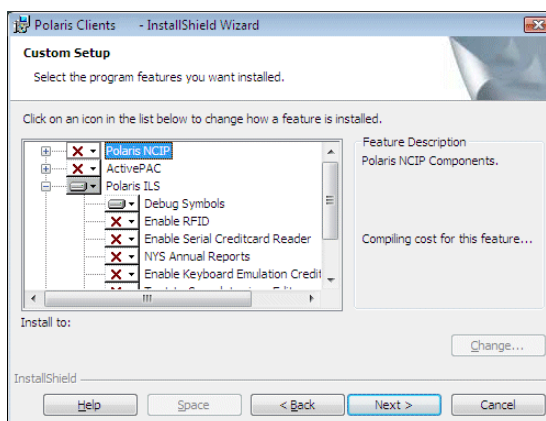 Polaris Clients - InstallShield Wizard
Custom Setup
Select the program features you want installed.
Click on an icon in the list below to change how a feature is installed.
Polaris NCIP
ActivePAC
Polaris ILS
Debug Symbols
Enable RFID
Enable Serial Creditcard Reader
NYS Annual Reports
Enable Keyboard Emulation Credit
Feature Description
Polaris NCIP Components.
Compiling cost for this feature...
Install to:
Change...
InstallShield
Help
Space
< Back
Next >
Cancel